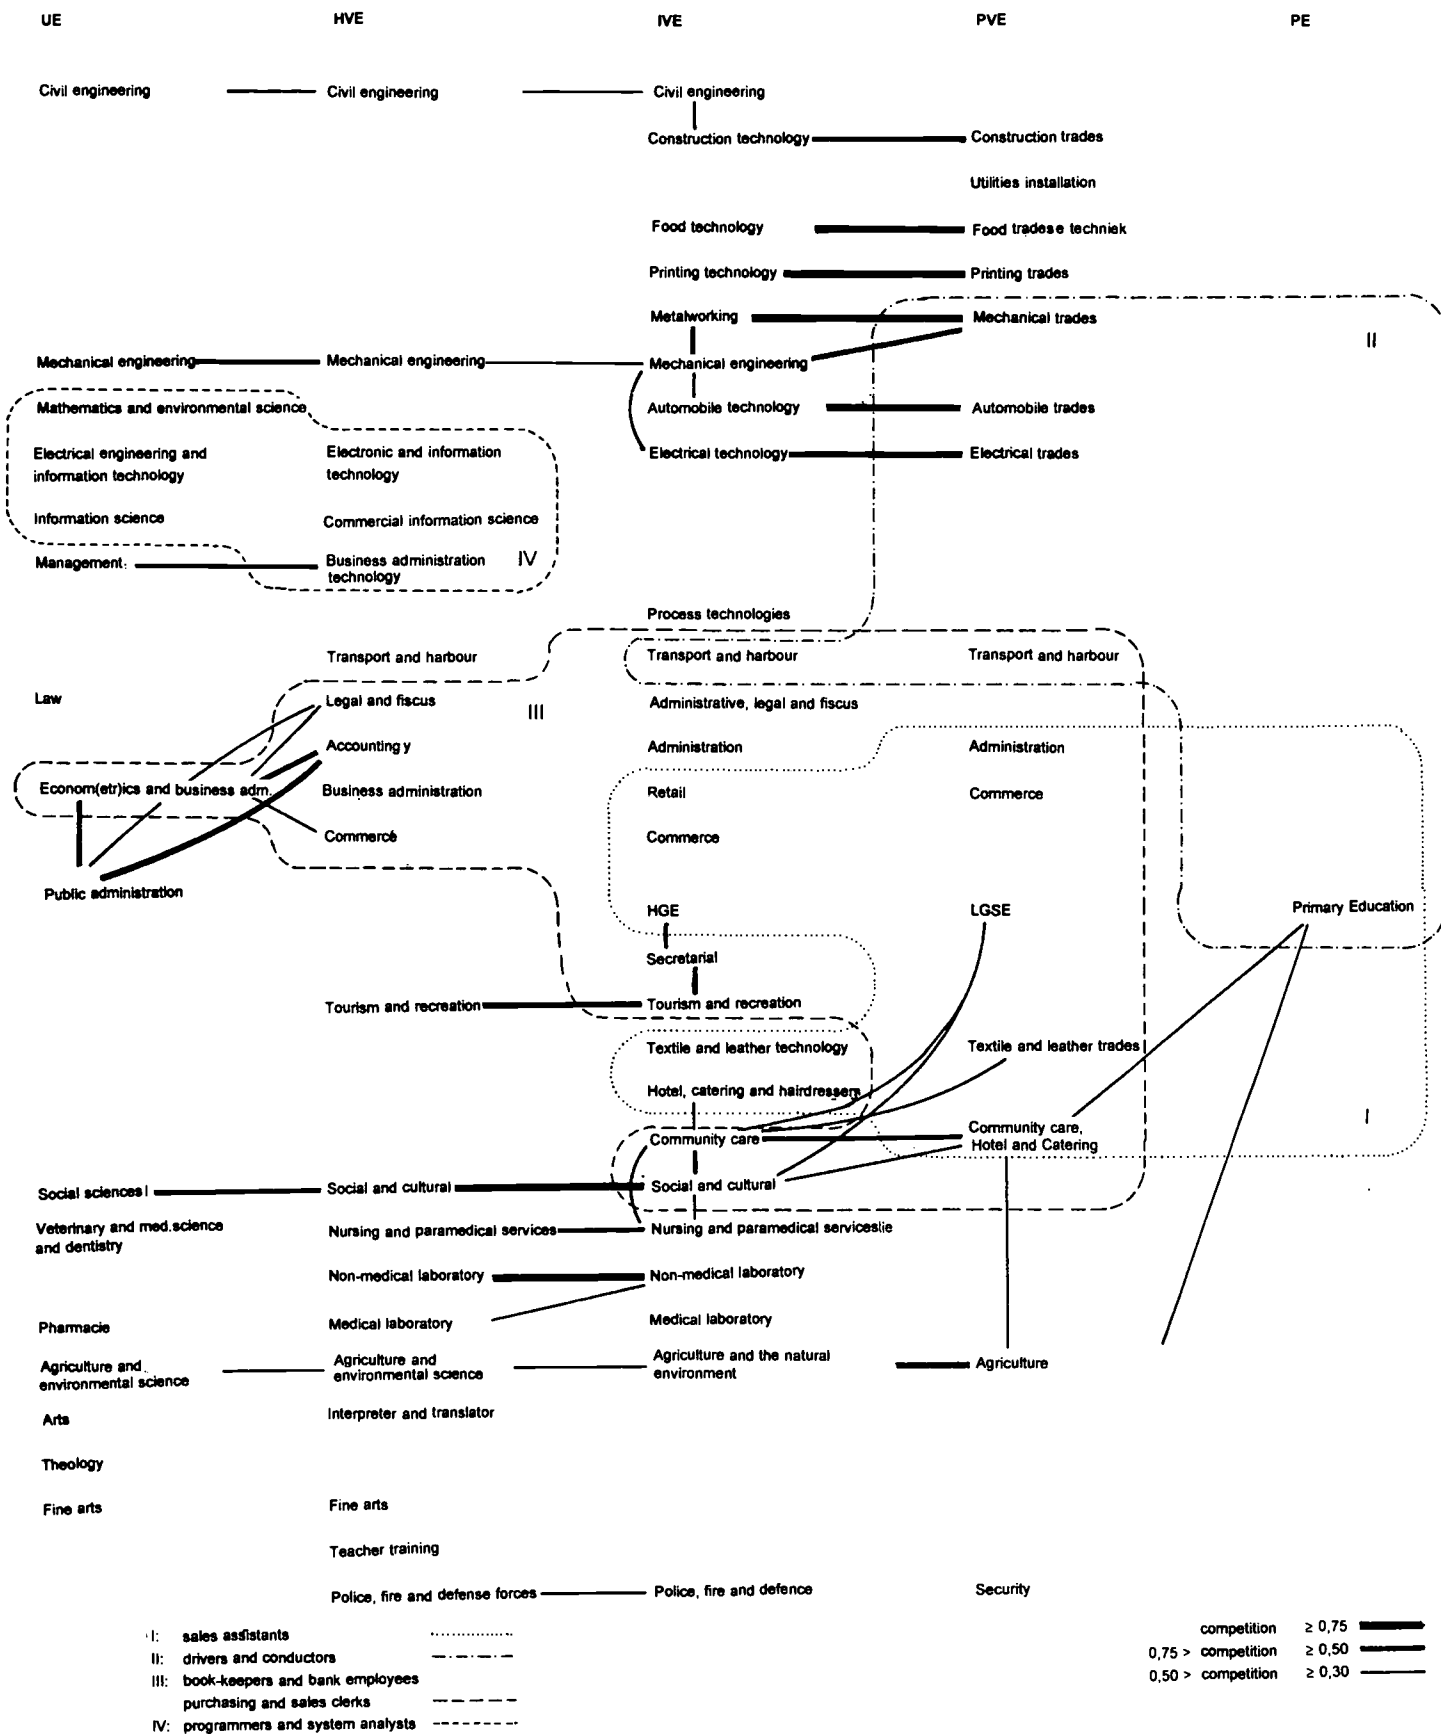 UE HVE IVE PVE PE
Civil engineering Civil engineering Civil engineering
Construction technology Construction trades
Utilities installation
Food technology Food tradese techniek
Printing technology Printing trades
Metalworking Mechanical trades
II
Mechanical engineering Mechanical engineering Mechanical engineering
Mathematics and environmental science Automobile technology Automobile trades
Electrical engineering and Electronic and information Electrical technology Electrical trades
information technology technology
Information science Commercial information science
Management: Business administration IV
technology
Process technologies
Transport and harbour Transport and harbour Transport and harbour
Law Legal and fiscus III Administrative, legal and fiscus
Accounting y Administration Administration
Econom(etr)ics and business adm. Business administration Retail Commerce
Commercé Commerce
Public administration
HGE LGSE Primary Education
Secretarial
Tourism and recreation Tourism and recreation
Textile and leather technology Textile and leather trades
Hotel, catering and hairdressers
I
Community care Community care,
Hotel and Catering
Social sciences l Social and cultural Social and cultural
Veterinary and med.science Nursing and paramedical services Nursing and paramedical serviceslie
and dentistry
Non-medical laboratory Non-medical laboratory
Pharmacie Medical laboratory Medical laboratory
Agriculture and Agriculture and Agriculture and the natural Agriculture
environmental science environmental science environment
Arts Interpreter and translator
Theology
Fine arts Fine arts
Teacher training
Police, fire and defense forces Police, fire and defence Security
I: sales assistants
II: drivers and conductors
III: book-keepers and bank employees
purchasing and sales clerks
IV: programmers and system analysts
competition ≥ 0,75
0,75 > competition ≥ 0,50
0,50 > competition ≥ 0,30